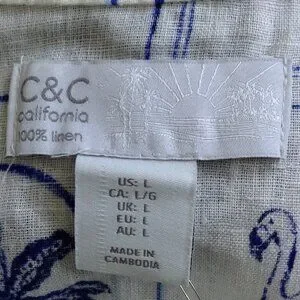 C&C
california
100% linen
US: L
CA: L/G
UK: L
EU: L
AU: L
MADE IN
CAMBODIA